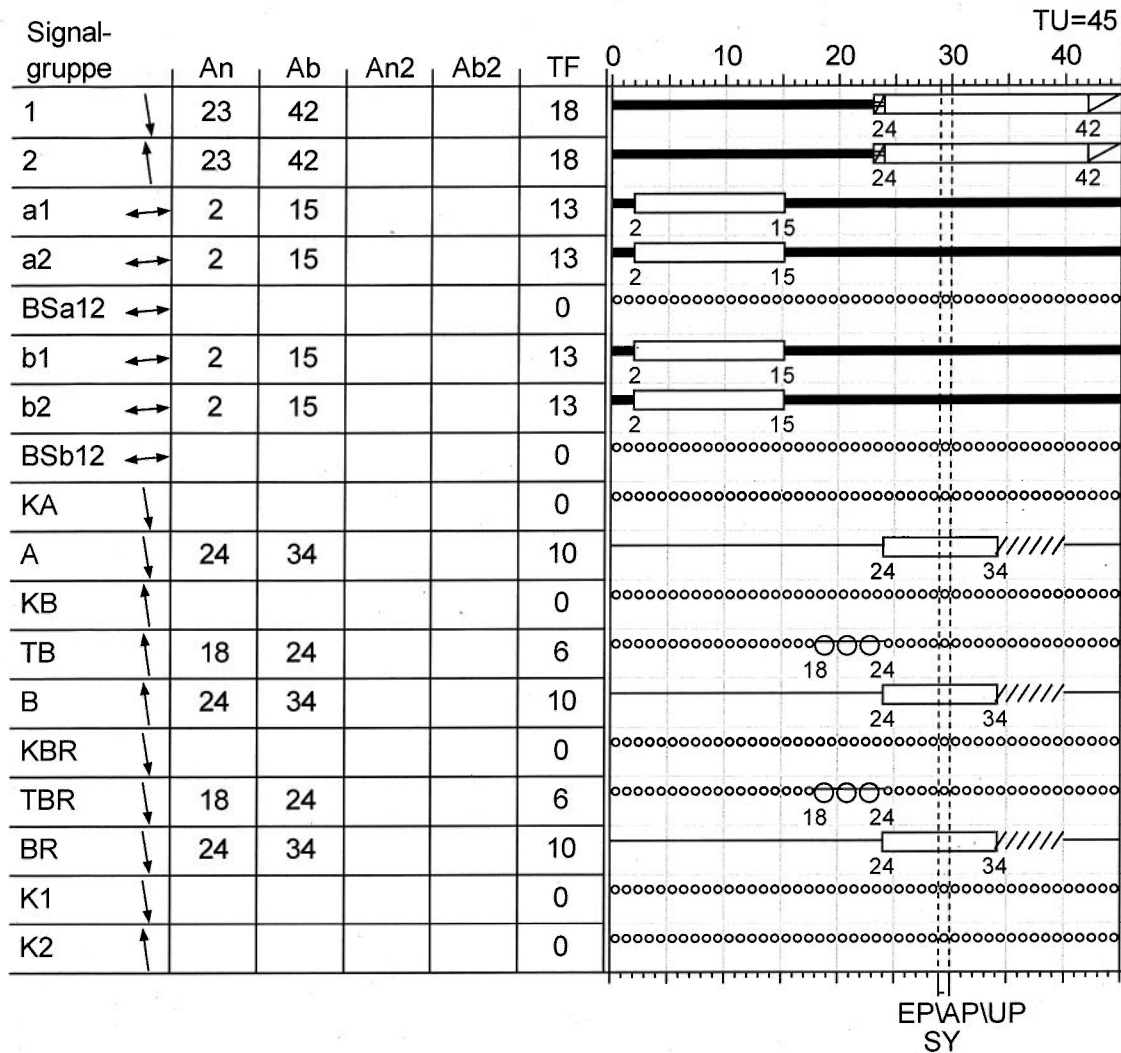 TU=45
Signal-
gruppe An Ab An2 Ab2 TF 0 10 20 30 40
1 23 42 18
24 42
2 23 42 18
24 42
a1 2 15 13
2 15
a2 2 15 13
2 15
BSa12 0
b1 2 15 13
2 15
b2 2 15 13
2 15
BSb12 0
KA 0
A 24 34 10
24 34
KB 0
TB 18 24 6
18 24
B 24 34 10
24 34
KBR 0
TBR 18 24 6
18 24
BR 24 34 10
24 34
K1 0
K2 0
EP\AP\UP
SY